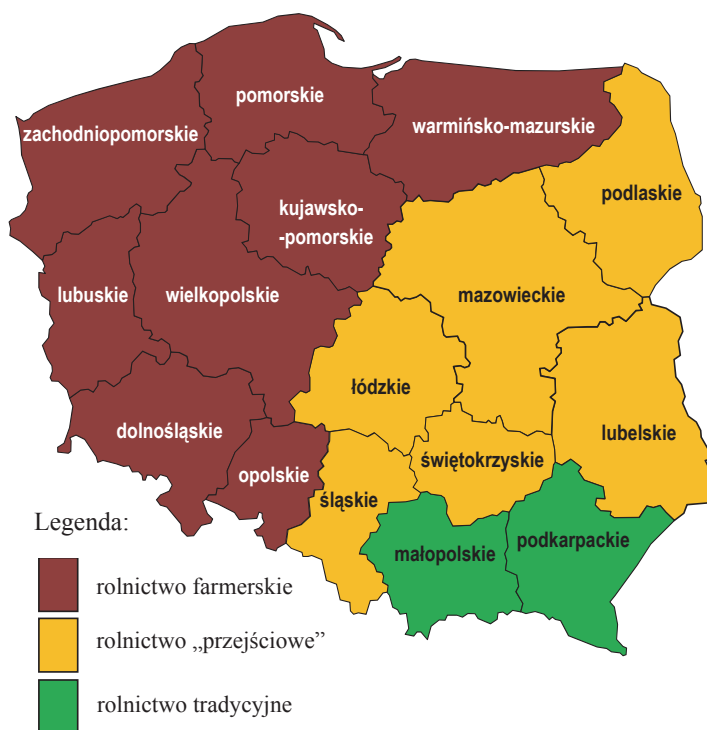 pomorskie
zachodniopomorskie
warmińsko-mazurskie
podlaskie
kujawsko-
-pomorskie
lubuskie
wielkopolskie
mazowieckie
łódzkie
dolnośląskie
lubelskie
świętokrzyskie
opolskie
śląskie
małopolskie
podkarpackie
Legenda:
rolnictwo farmerskie
rolnictwo „przejściowe”
rolnictwo tradycyjne